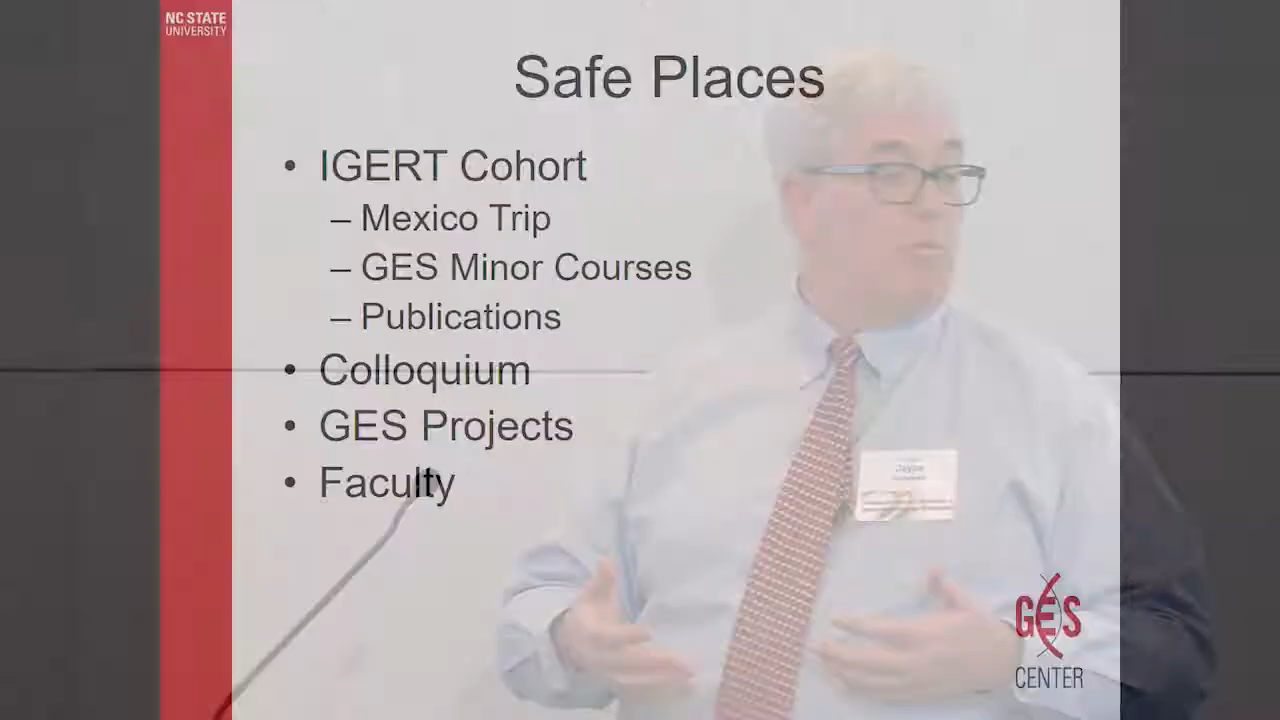 NC STATE
UNIVERSITY
Safe Places
• IGERT Cohort
– Mexico Trip
– GES Minor Courses
– Publications
• Colloquium
• GES Projects
• Faculty
GES
CENTER